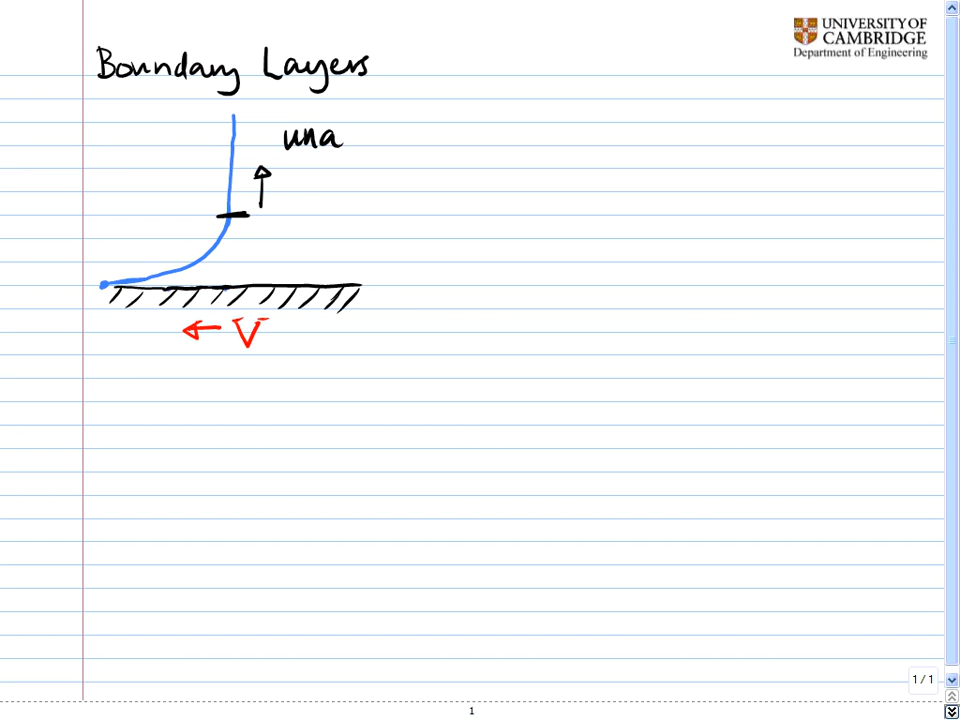 UNIVERSITY OF
CAMBRIDGE
Department of Engineering
Boundary Layers
una
V
1 / 1
1